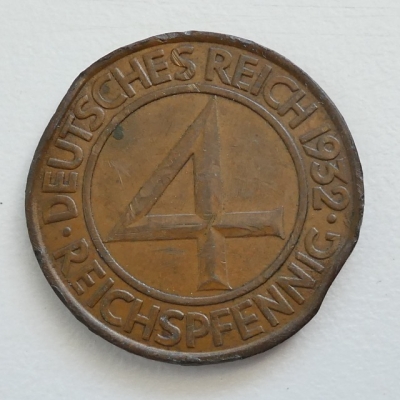 DEUTSCHES REICH 1932
4
REICHSPFENNIG